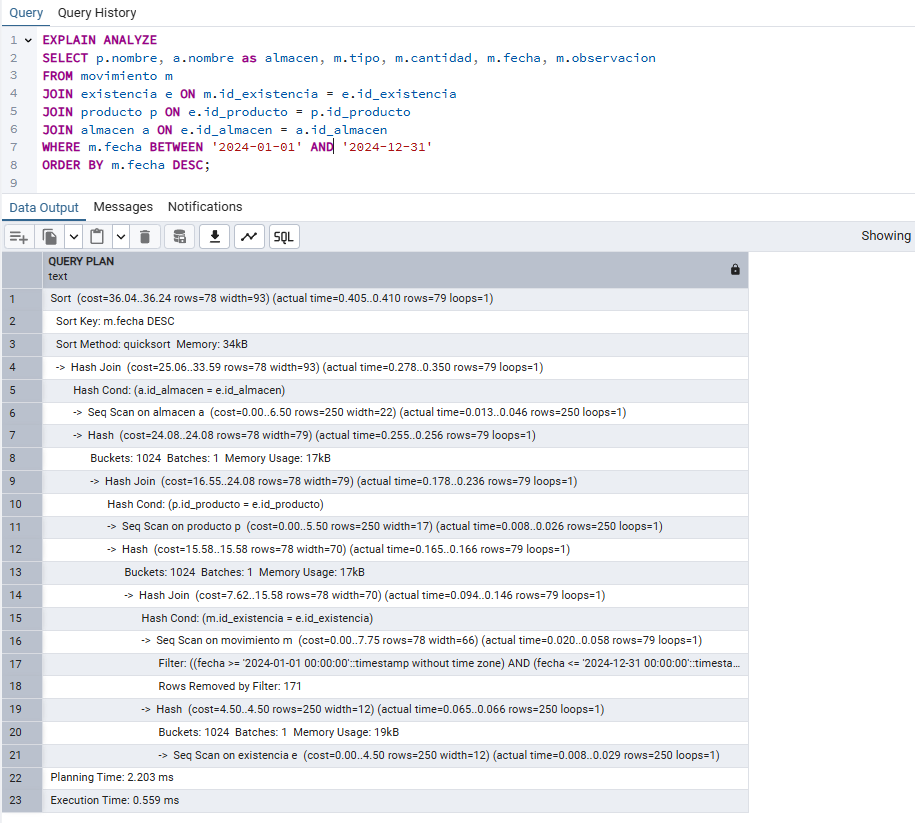 Query Query History
1 EXPLAIN ANALYZE
2 SELECT p.nombre, a.nombre as almacen, m.tipo, m.cantidad, m.fecha, m.observacion
3 FROM movimiento m
4 JOIN existencia e ON m.id_existencia = e.id_existencia
5 JOIN producto p ON e.id_producto = p.id_producto
6 JOIN almacen a ON e.id_almacen = a.id_almacen
7 WHERE m.fecha BETWEEN '2024-01-01' AND '2024-12-31'
8 ORDER BY m.fecha DESC;
9
Data Output Messages Notifications
SQL Showing
QUERY PLAN
text
1 Sort (cost=36.04..36.24 rows=78 width=93) (actual time=0.405..0.410 rows=79 loops=1)
2 Sort Key: m.fecha DESC
3 Sort Method: quicksort Memory: 34kB
4 -> Hash Join (cost=25.06..33.59 rows=78 width=93) (actual time=0.278..0.350 rows=79 loops=1)
5 Hash Cond: (a.id_almacen = e.id_almacen)
6 -> Seq Scan on almacen a (cost=0.00..6.50 rows=250 width=22) (actual time=0.013..0.046 rows=250 loops=1)
7 -> Hash (cost=24.08..24.08 rows=78 width=79) (actual time=0.255..0.256 rows=79 loops=1)
8 Buckets: 1024 Batches: 1 Memory Usage: 17kB
9 -> Hash Join (cost=16.55..24.08 rows=78 width=79) (actual time=0.178..0.236 rows=79 loops=1)
10 Hash Cond: (p.id_producto = e.id_producto)
11 -> Seq Scan on producto p (cost=0.00..5.50 rows=250 width=17) (actual time=0.008..0.026 rows=250 loops=1)
12 -> Hash (cost=15.58..15.58 rows=78 width=70) (actual time=0.165..0.166 rows=79 loops=1)
13 Buckets: 1024 Batches: 1 Memory Usage: 17kB
14 -> Hash Join (cost=7.62..15.58 rows=78 width=70) (actual time=0.094..0.146 rows=79 loops=1)
15 Hash Cond: (m.id_existencia = e.id_existencia)
16 -> Seq Scan on movimiento m (cost=0.00..7.75 rows=78 width=66) (actual time=0.020..0.058 rows=79 loops=1)
17 Filter: ((fecha >= '2024-01-01 00:00:00'::timestamp without time zone) AND (fecha <= '2024-12-31 00:00:00'::timesta...
18 Rows Removed by Filter: 171
19 -> Hash (cost=4.50..4.50 rows=250 width=12) (actual time=0.065..0.066 rows=250 loops=1)
20 Buckets: 1024 Batches: 1 Memory Usage: 19kB
21 -> Seq Scan on existencia e (cost=0.00..4.50 rows=250 width=12) (actual time=0.008..0.029 rows=250 loops=1)
22 Planning Time: 2.203 ms
23 Execution Time: 0.559 ms